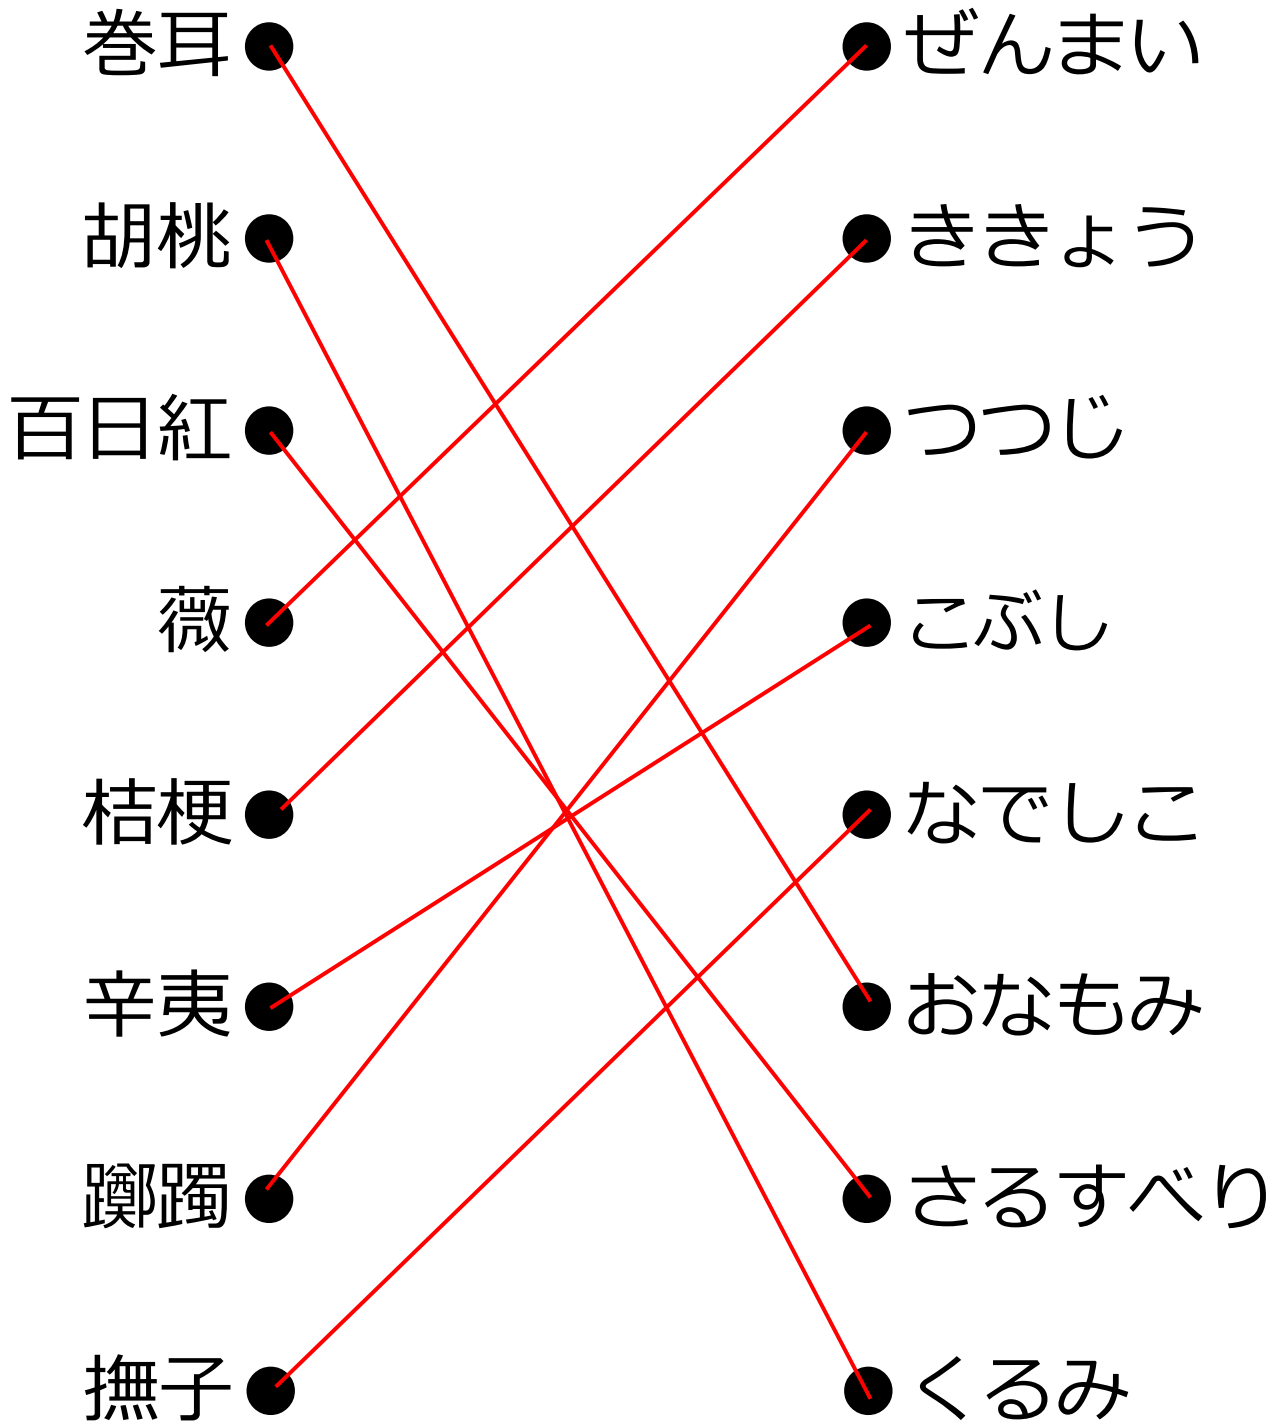 巻耳 ぜんまい
胡桃 ききょう
百日紅 つつじ
薇 こぶし
桔梗 なでしこ
辛夷 おなもみ
躑躅 さるすべり
撫子 くるみ